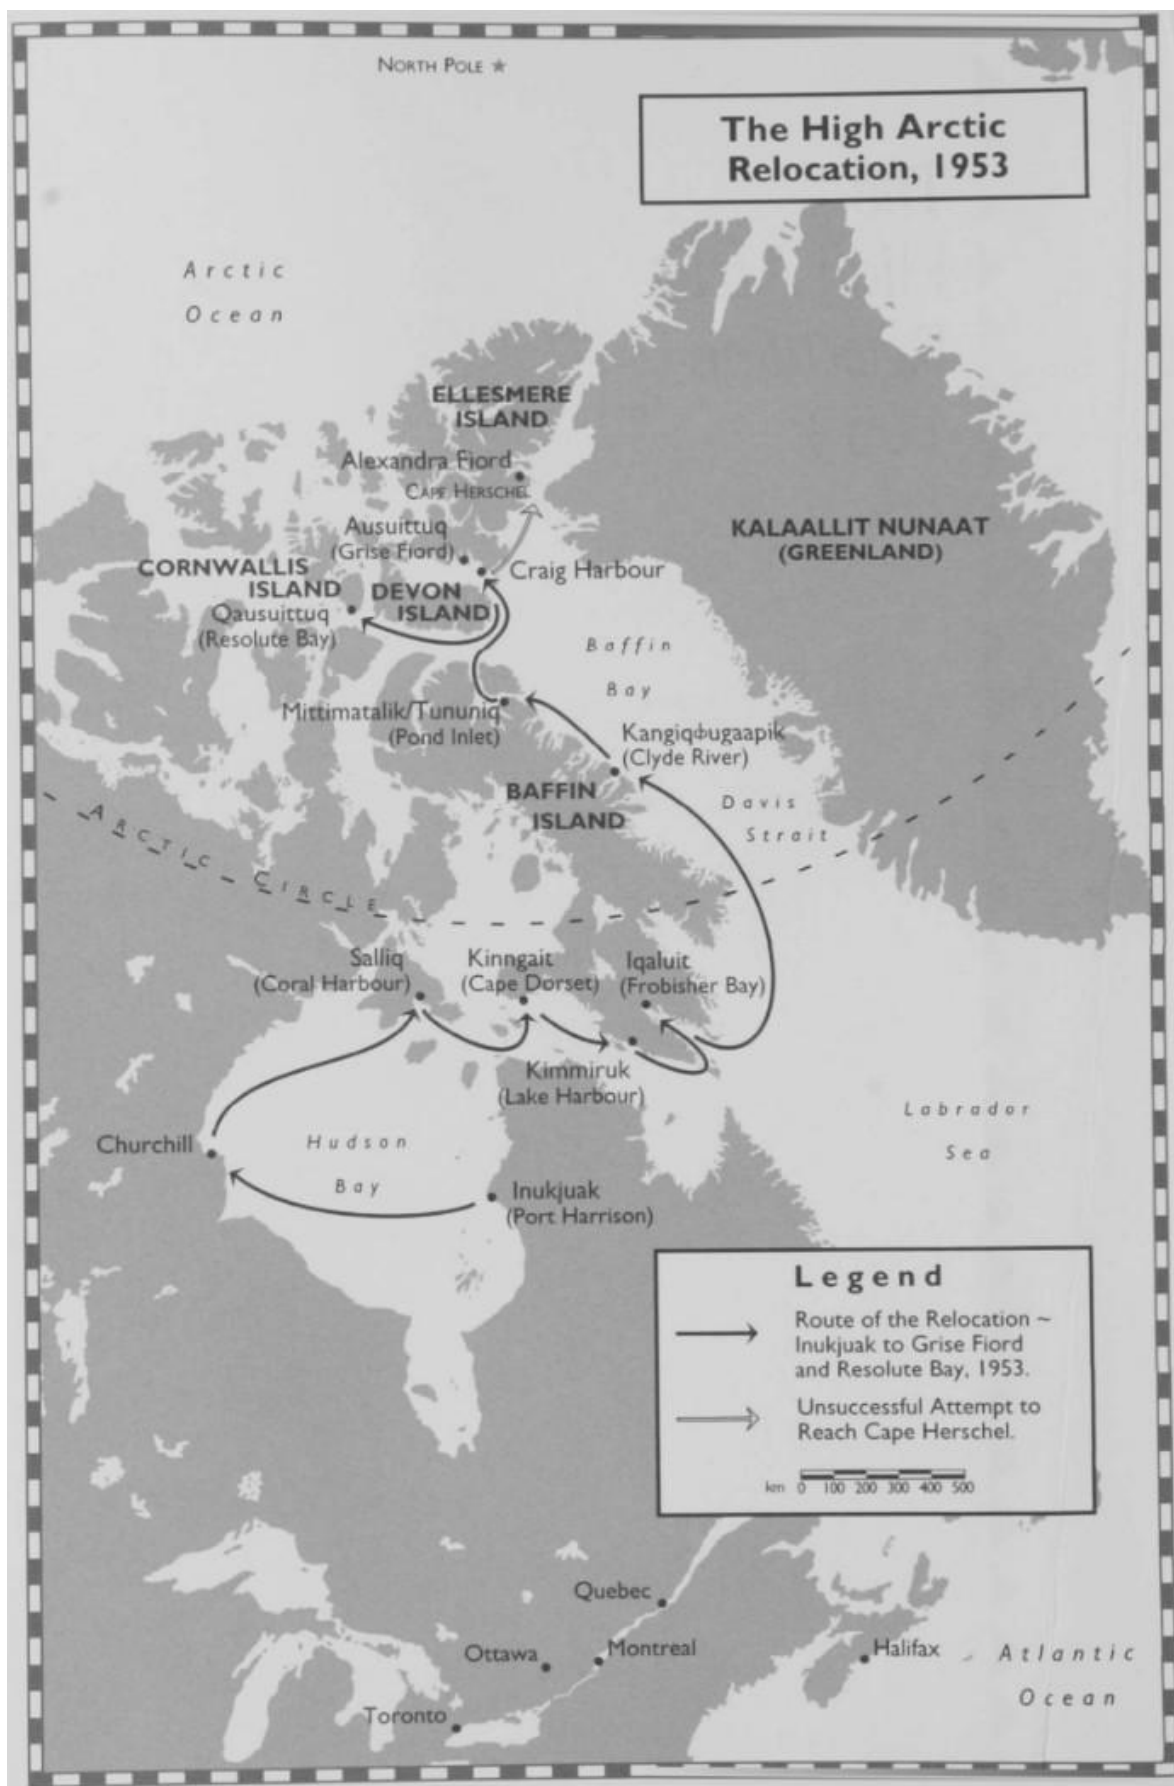 NORTH POLE
The High Arctic
Relocation, 1953
Arctic
Ocean
ELLESMERE
ISLAND
Alexandra Fiord
CAPE HERSCHEL
Ausuittuq
(Grise Fiord)
KALAALLIT NUNAAT
(GREENLAND)
CORNWALLIS
ISLAND
DEVON
ISLAND
Craig Harbour
Qausuittuq
(Resolute Bay)
Baffin
Bay
Mittimatalik/Tununiq
(Pond Inlet)
Kangiqφugaapik
(Clyde River)
BAFFIN
ISLAND
Davis
Strait
ARCTIC CIRCLE
Salliq
(Coral Harbour)
Kinngait
(Cape Dorset)
Iqaluit
(Frobisher Bay)
Kimmiruk
(Lake Harbour)
Labrador
Sea
Churchill
Hudson
Bay
Inukjuak
(Port Harrison)
Legend
Route of the Relocation ~
Inukjuak to Grise Fiord
and Resolute Bay, 1953.
Unsuccessful Attempt to
Reach Cape Herschel.
km 0 100 200 300 400 500
Quebec
Ottawa
Montreal
Halifax
Toronto
Atlantic
Ocean